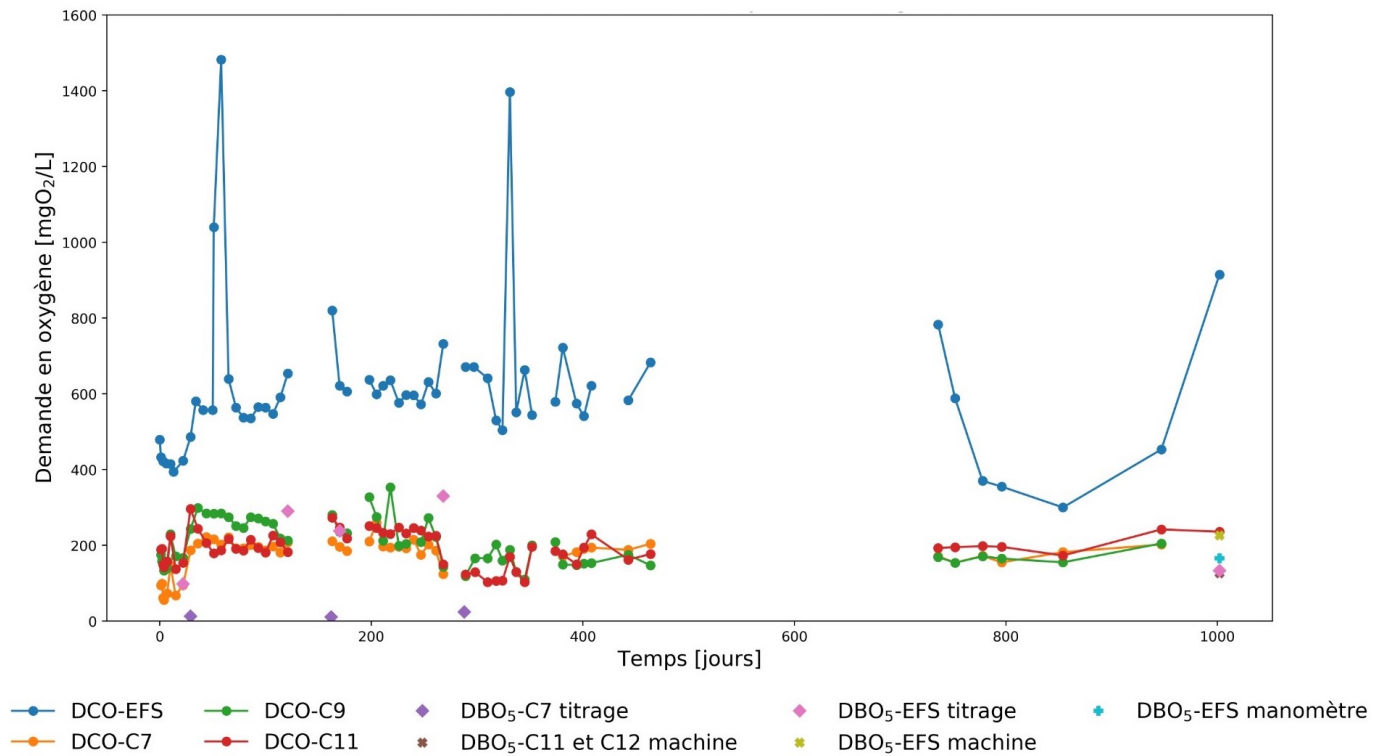 1600
1400
1200
1000
800
600
400
200
0
Demande en oxygène [mgO₂/L]
0 200 400 600 800 1000
Temps [jours]
DCO-EFS DCO-C9 DBO₅-C7 titrage DBO₅-EFS titrage DBO₅-EFS manomètre
DCO-C7 DCO-C11 DBO₅-C11 et C12 machine DBO₅-EFS machine